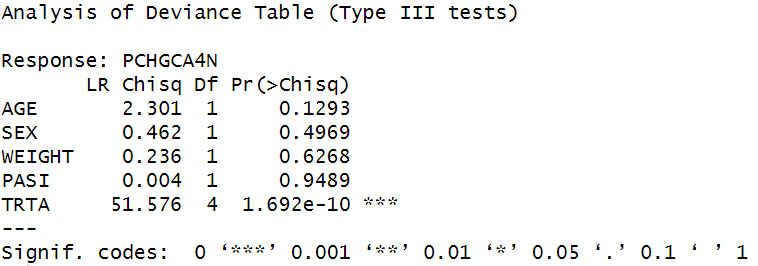 Analysis of Deviance Table (Type III tests)

Response: PCHGCA4N
       LR Chisq Df Pr(>Chisq)
AGE       2.301  1     0.1293
SEX       0.462  1     0.4969
WEIGHT    0.236  1     0.6268
PASI      0.004  1     0.9489
TRTA     51.576  4  1.692e-10 ***
---
Signif. codes:  0 ‘***’ 0.001 ‘**’ 0.01 ‘*’ 0.05 ‘.’ 0.1 ‘ ’ 1